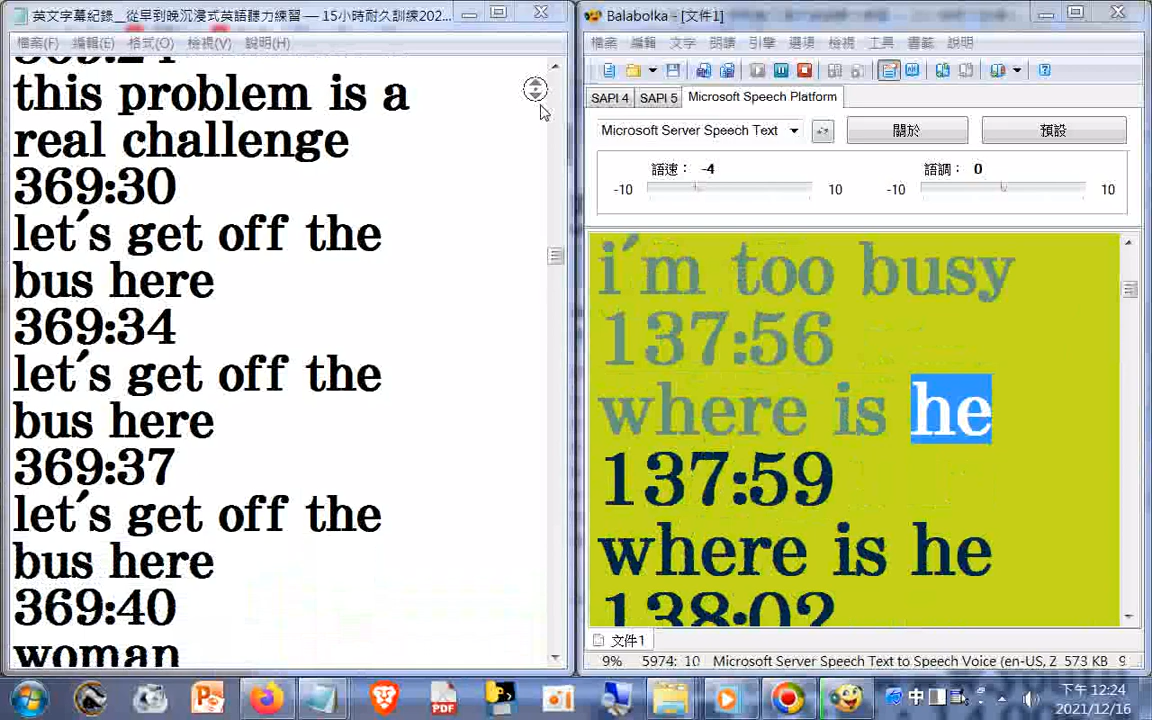 英文字幕紀錄__從早到晚沉浸式英語聽力練習 — 15小時耐久訓練202...
檔案(F) 編輯(E) 格式(O) 檢視(V) 說明(H)
369:24
this problem is a
real challenge
369:30
let's get off the
bus here
369:34
let's get off the
bus here
369:37
let's get off the
bus here
369:40
woman
Balabolka - [文件1]
檔案 編輯 文字 朗讀 引擎 選項 檢視 工具 書籤 說明
SAPI 4 SAPI 5 Microsoft Speech Platform
Microsoft Server Speech Text 關於 預設
語速： -4 語調： 0
-10 10 -10 10
i'm too busy
137:56
where is he
137:59
where is he
138:02
文件1
9% 5974: 10 Microsoft Server Speech Text to Speech Voice (en-US, Z 573 KB 9
中
下午 12:24
2021/12/16